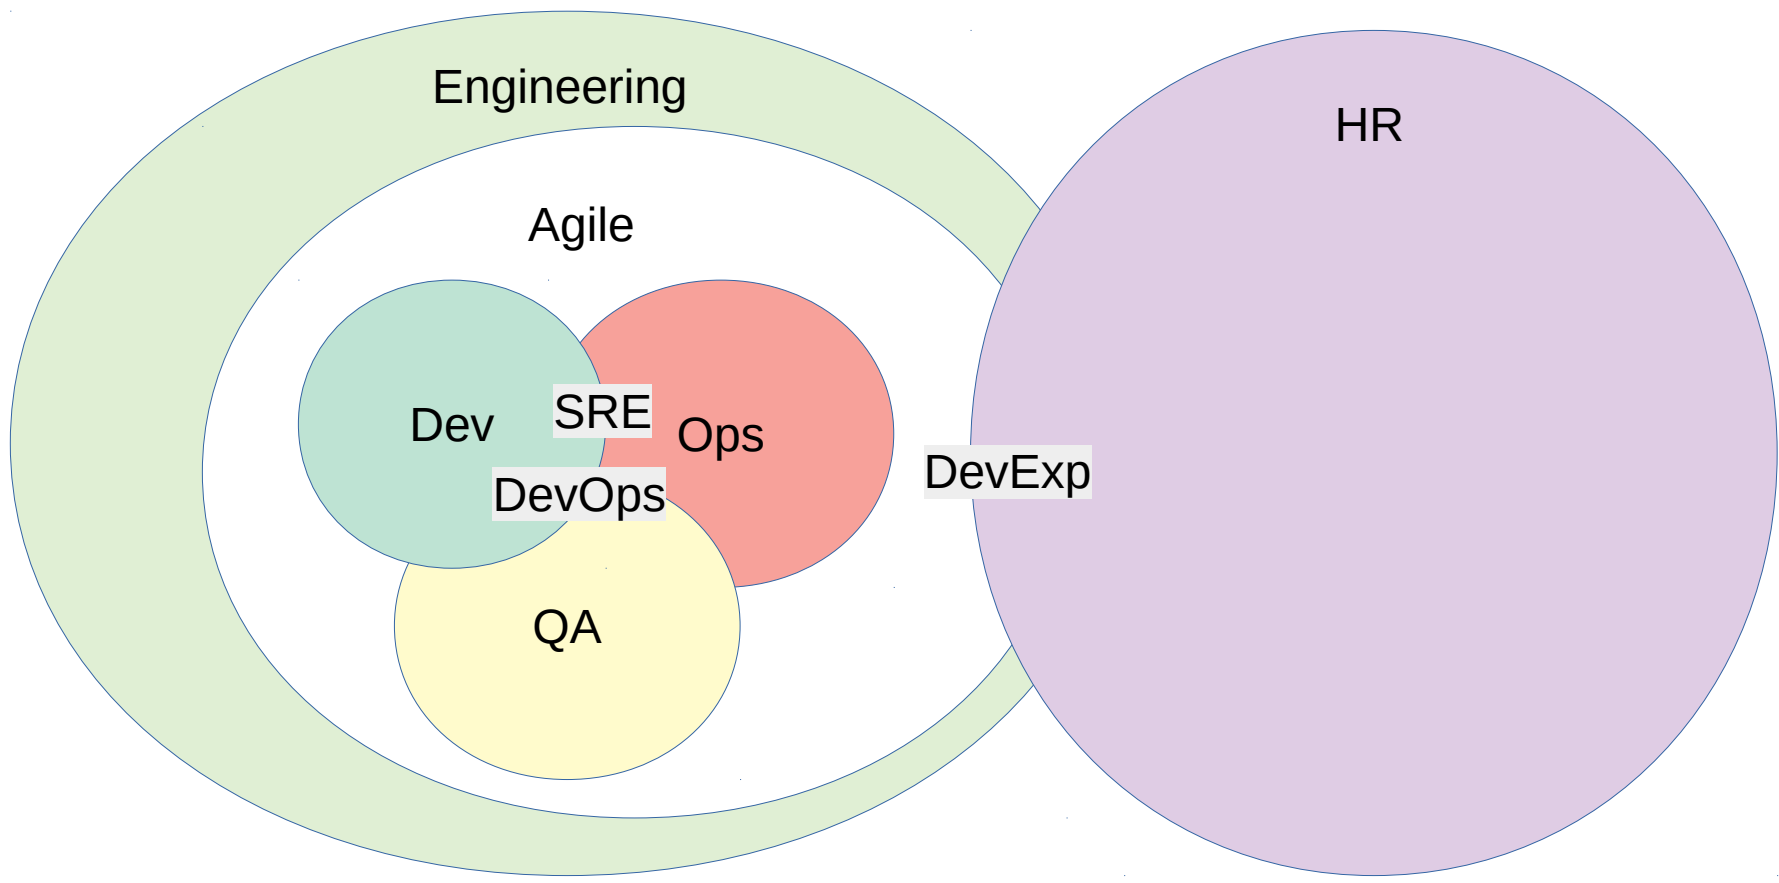 Engineering
HR
Agile
Dev
SRE
Ops
DevOps
DevExp
QA